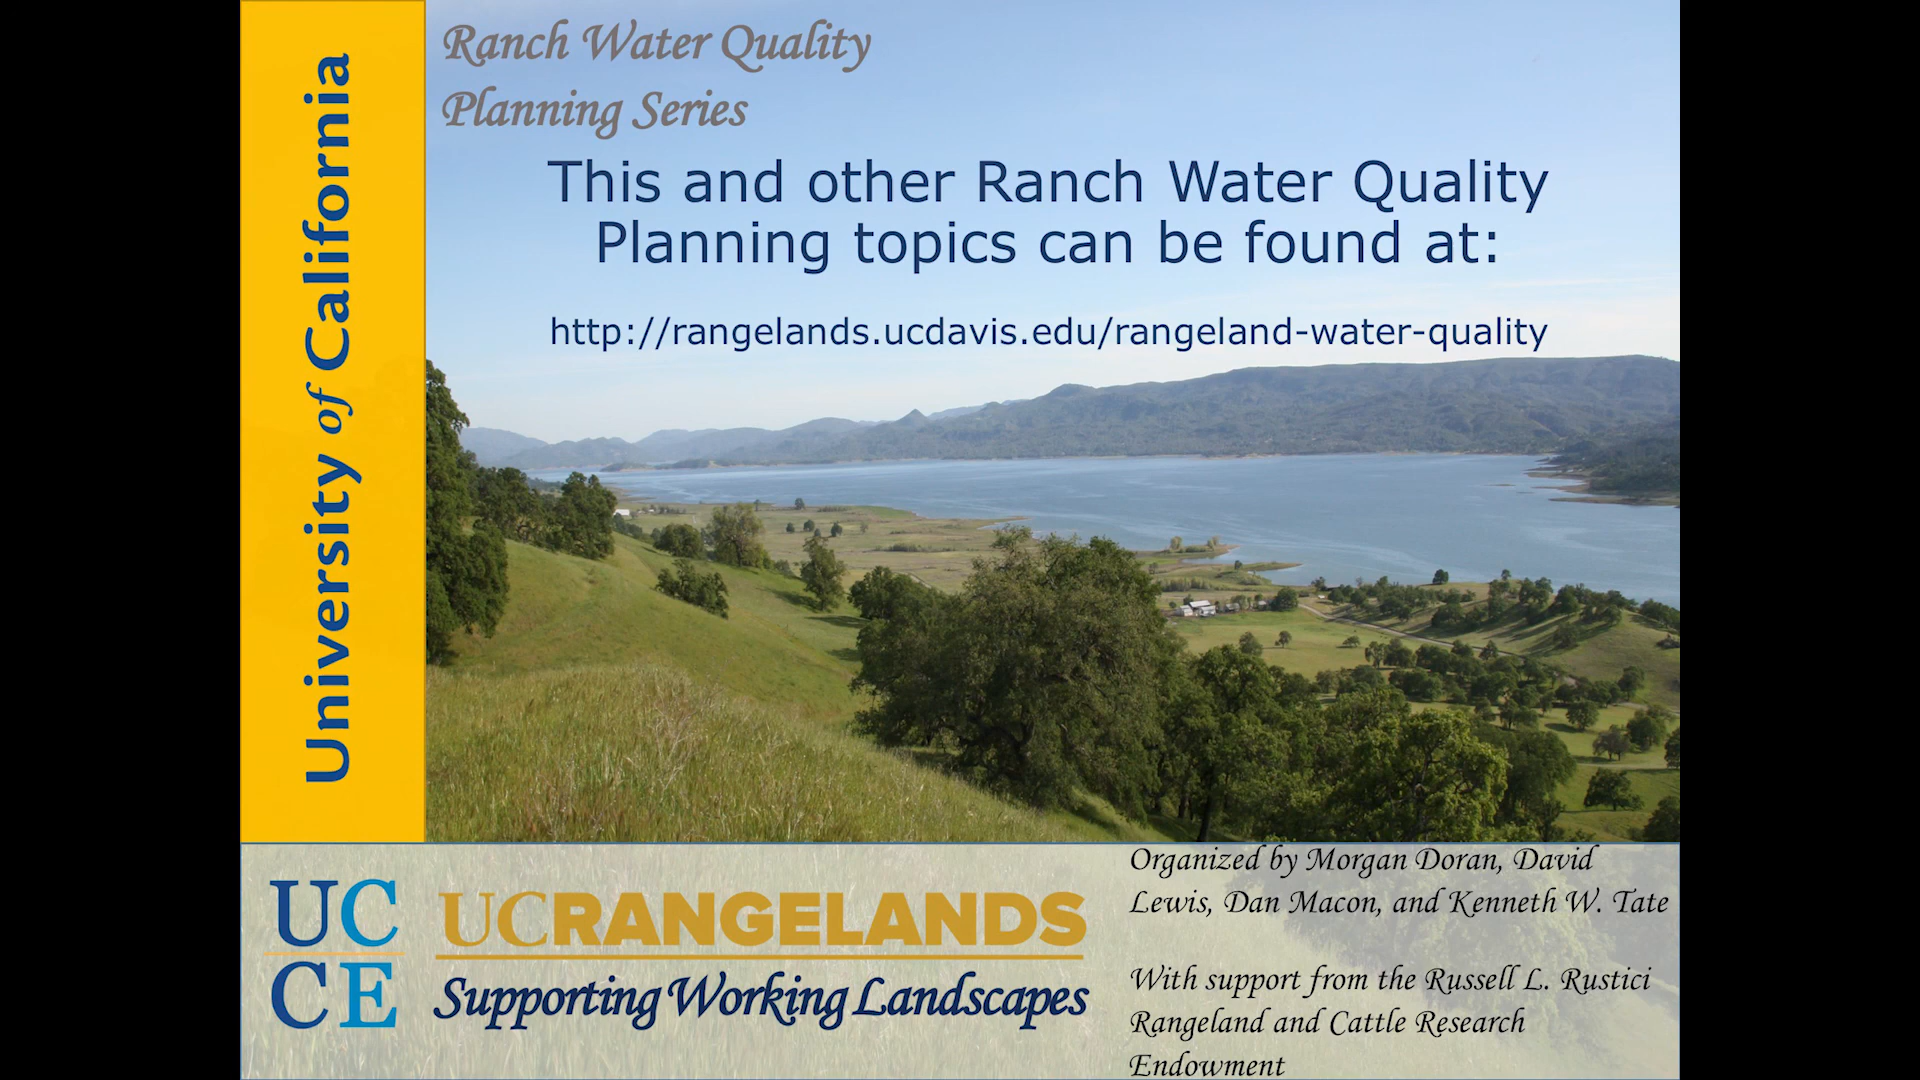 Ranch Water Quality
Planning Series
This and other Ranch Water Quality
Planning topics can be found at:
http://rangelands.ucdavis.edu/rangeland-water-quality
University of California
UC
CE
UCRANGELANDS
Supporting Working Landscapes
Organized by Morgan Doran, David
Lewis, Dan Macon, and Kenneth W. Tate
With support from the Russell L. Rustici
Rangeland and Cattle Research
Endowment